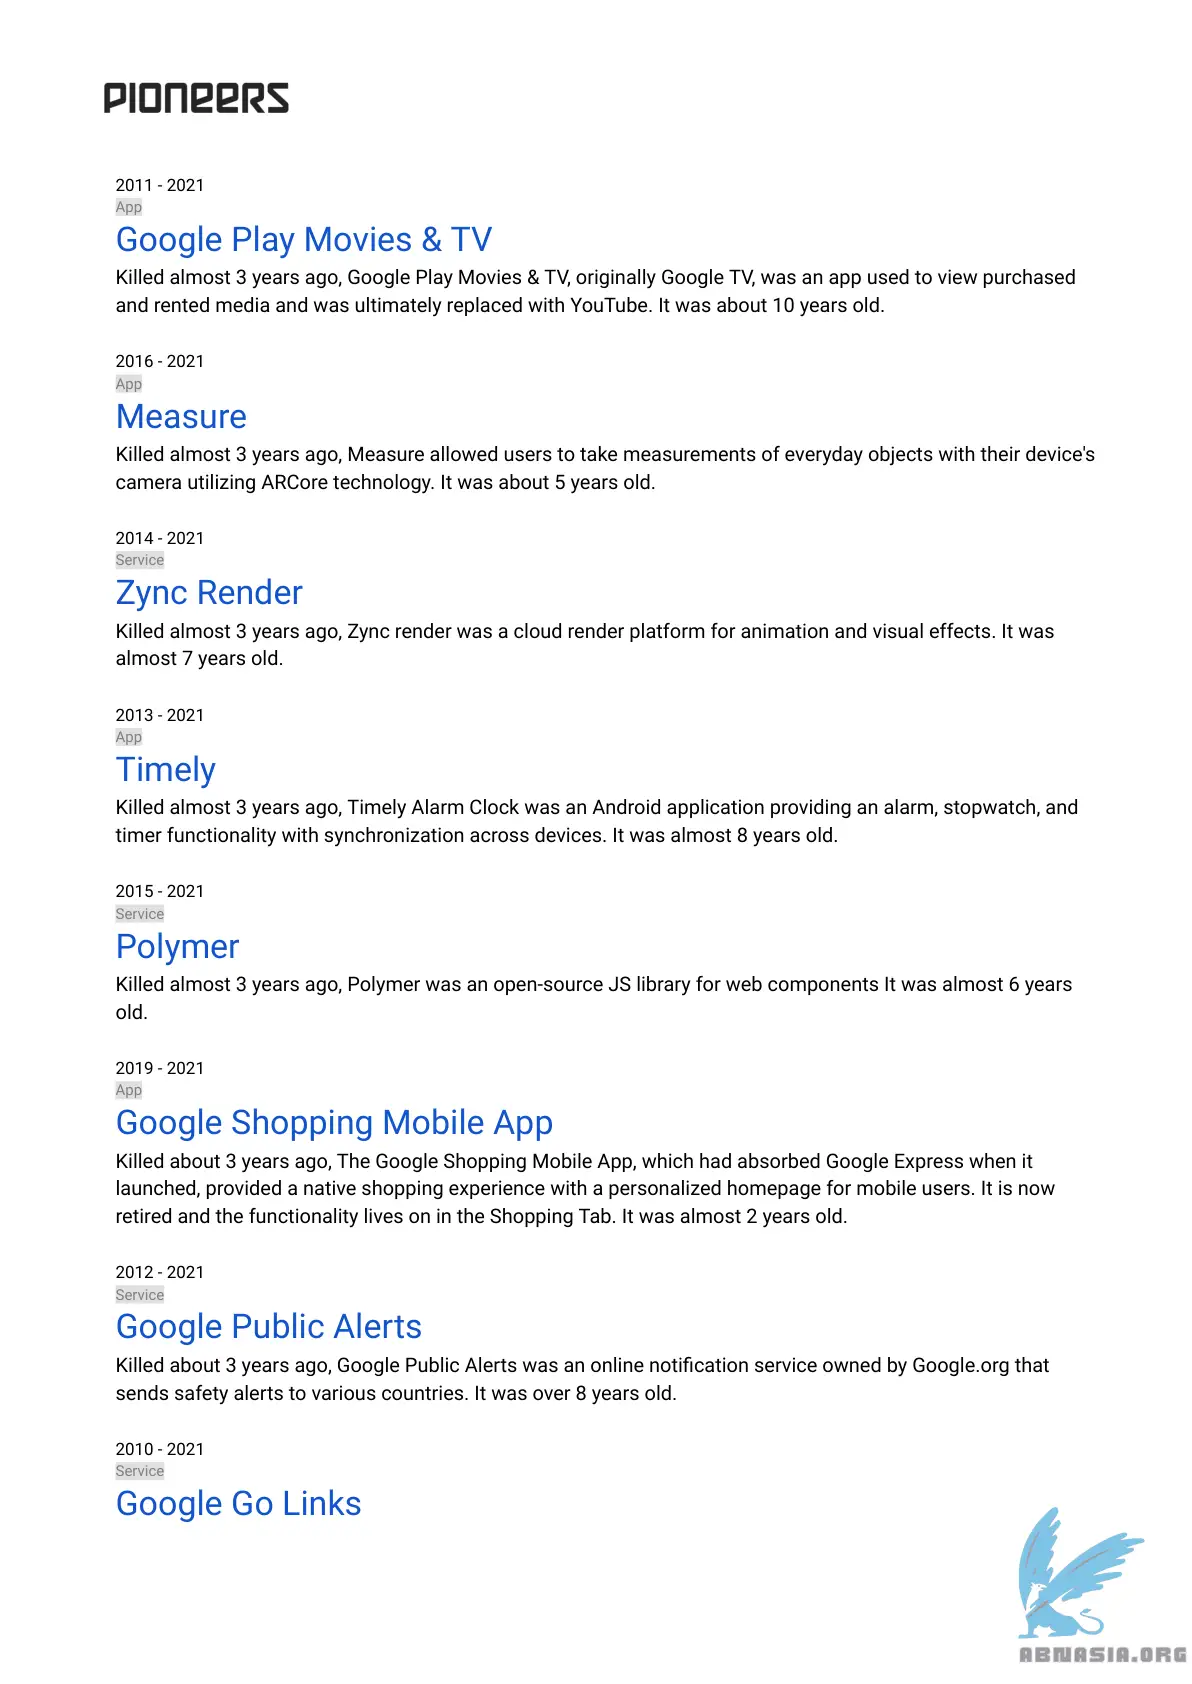 PIONEERS
2011 - 2021
App
Google Play Movies & TV
Killed almost 3 years ago, Google Play Movies & TV, originally Google TV, was an app used to view purchased
and rented media and was ultimately replaced with YouTube. It was about 10 years old.
2016 - 2021
App
Measure
Killed almost 3 years ago, Measure allowed users to take measurements of everyday objects with their device's
camera utilizing ARCore technology. It was about 5 years old.
2014 - 2021
Service
Zync Render
Killed almost 3 years ago, Zync render was a cloud render platform for animation and visual effects. It was
almost 7 years old.
2013 - 2021
App
Timely
Killed almost 3 years ago, Timely Alarm Clock was an Android application providing an alarm, stopwatch, and
timer functionality with synchronization across devices. It was almost 8 years old.
2015 - 2021
Service
Polymer
Killed almost 3 years ago, Polymer was an open-source JS library for web components It was almost 6 years
old.
2019 - 2021
App
Google Shopping Mobile App
Killed about 3 years ago, The Google Shopping Mobile App, which had absorbed Google Express when it
launched, provided a native shopping experience with a personalized homepage for mobile users. It is now
retired and the functionality lives on in the Shopping Tab. It was almost 2 years old.
2012 - 2021
Service
Google Public Alerts
Killed about 3 years ago, Google Public Alerts was an online notification service owned by Google.org that
sends safety alerts to various countries. It was over 8 years old.
2010 - 2021
Service
Google Go Links
ABNASIA.ORG